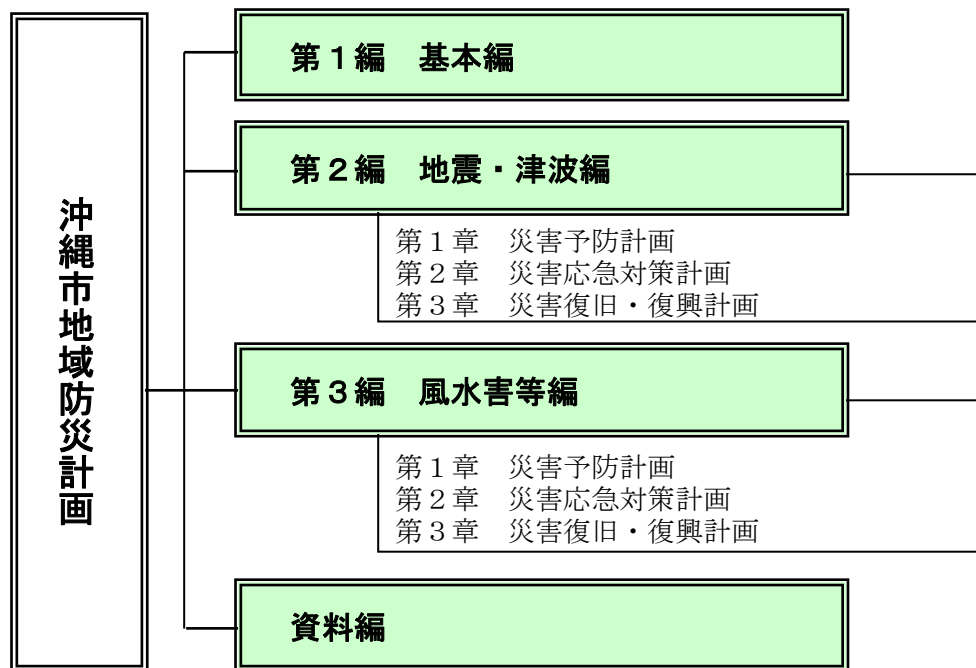 沖縄市地域防災計画
第1編　基本編
第2編　地震・津波編
第１章　災害予防計画
第２章　災害応急対策計画
第３章　災害復旧・復興計画
第3編　風水害等編
第１章　災害予防計画
第２章　災害応急対策計画
第３章　災害復旧・復興計画
資料編